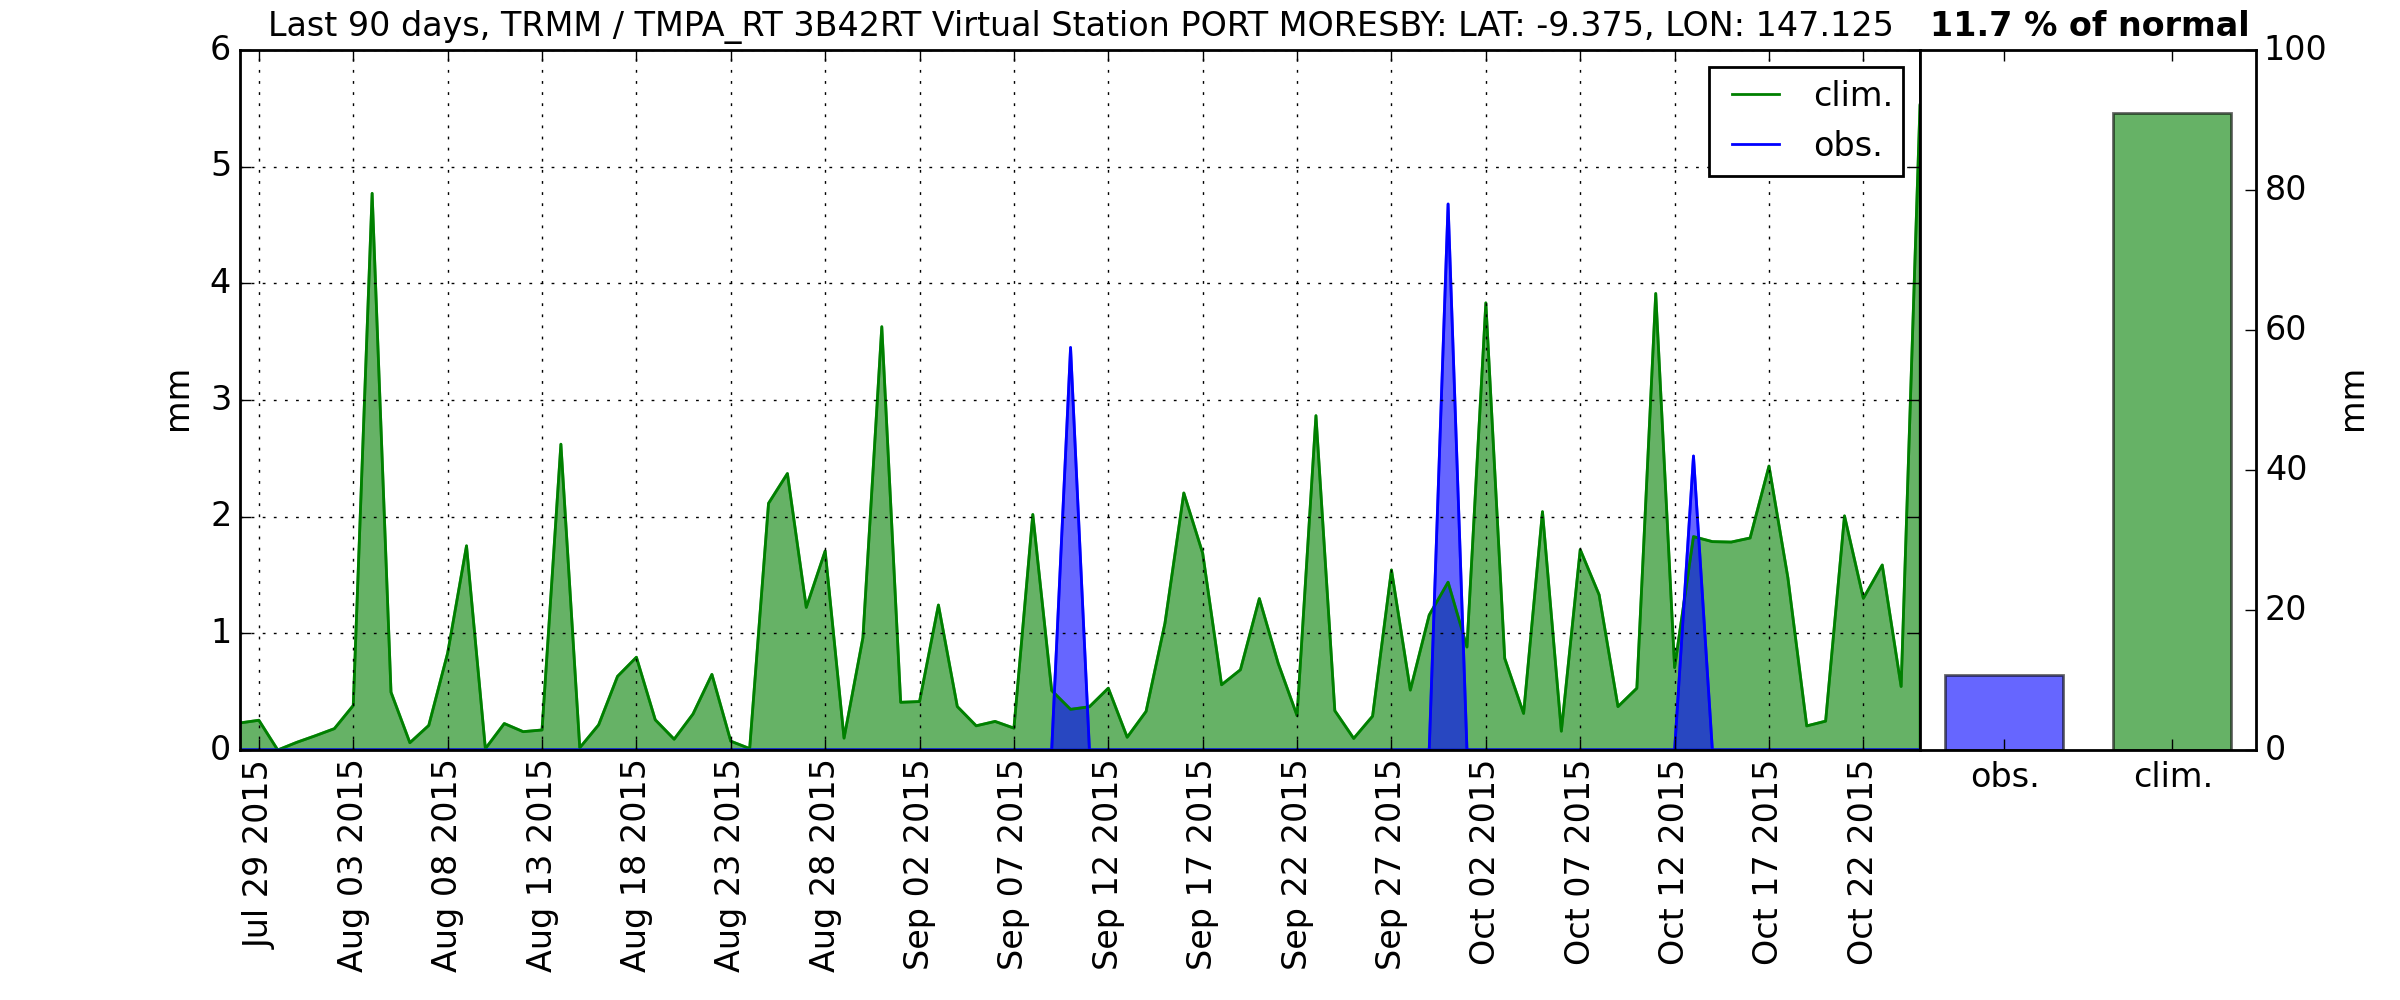 Last 90 days, TRMM / TMPA_RT 3B42RT Virtual Station PORT MORESBY: LAT: -9.375, LON: 147.125
11.7 % of normal
6
5
4
3
2
1
0
mm
clim.
obs.
100
80
60
40
20
0
mm
Jul 29 2015
Aug 03 2015
Aug 08 2015
Aug 13 2015
Aug 18 2015
Aug 23 2015
Aug 28 2015
Sep 02 2015
Sep 07 2015
Sep 12 2015
Sep 17 2015
Sep 22 2015
Sep 27 2015
Oct 02 2015
Oct 07 2015
Oct 12 2015
Oct 17 2015
Oct 22 2015
obs.
clim.